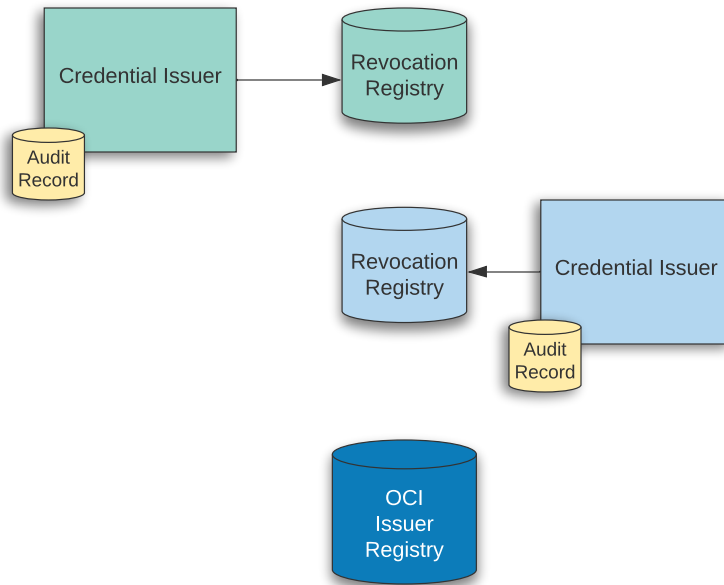 Credential Issuer
Revocation
Registry
Audit
Record
Revocation
Registry
Credential Issuer
Audit
Record
OCI
Issuer
Registry